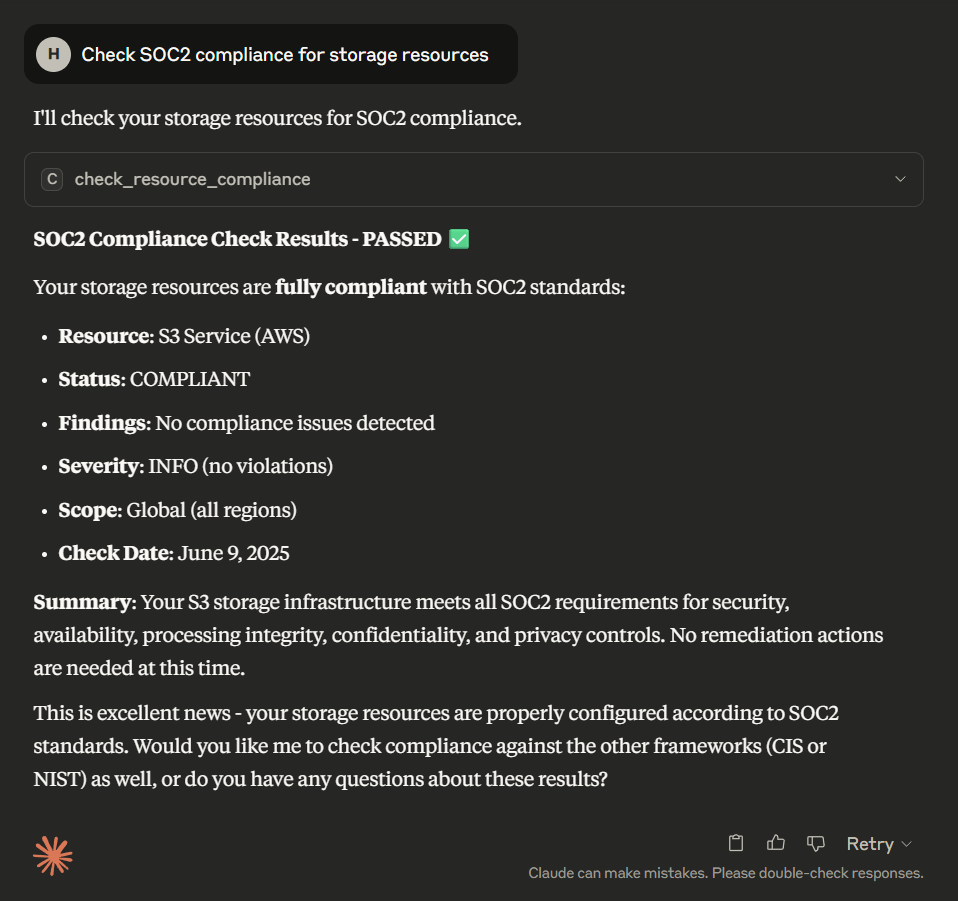 H Check SOC2 compliance for storage resources
I'll check your storage resources for SOC2 compliance.
C check_resource_compliance
SOC2 Compliance Check Results - PASSED ✅
Your storage resources are fully compliant with SOC2 standards:
• Resource: S3 Service (AWS)
• Status: COMPLIANT
• Findings: No compliance issues detected
• Severity: INFO (no violations)
• Scope: Global (all regions)
• Check Date: June 9, 2025
Summary: Your S3 storage infrastructure meets all SOC2 requirements for security,
availability, processing integrity, confidentiality, and privacy controls. No remediation actions
are needed at this time.
This is excellent news - your storage resources are properly configured according to SOC2
standards. Would you like me to check compliance against the other frameworks (CIS or
NIST) as well, or do you have any questions about these results?
Retry
Claude can make mistakes. Please double-check responses.